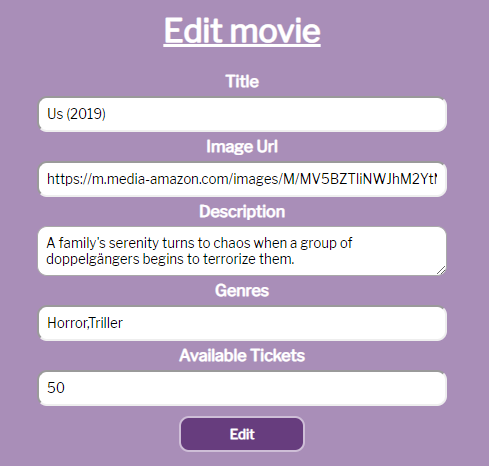 Edit movie
Title
Us (2019)
Image Url
https://m.media-amazon.com/images/M/MV5BZTliNWJhM2YtN
Description
A family's serenity turns to chaos when a group of
doppelgängers begins to terrorize them.
Genres
Horror,Triller
Available Tickets
50
Edit